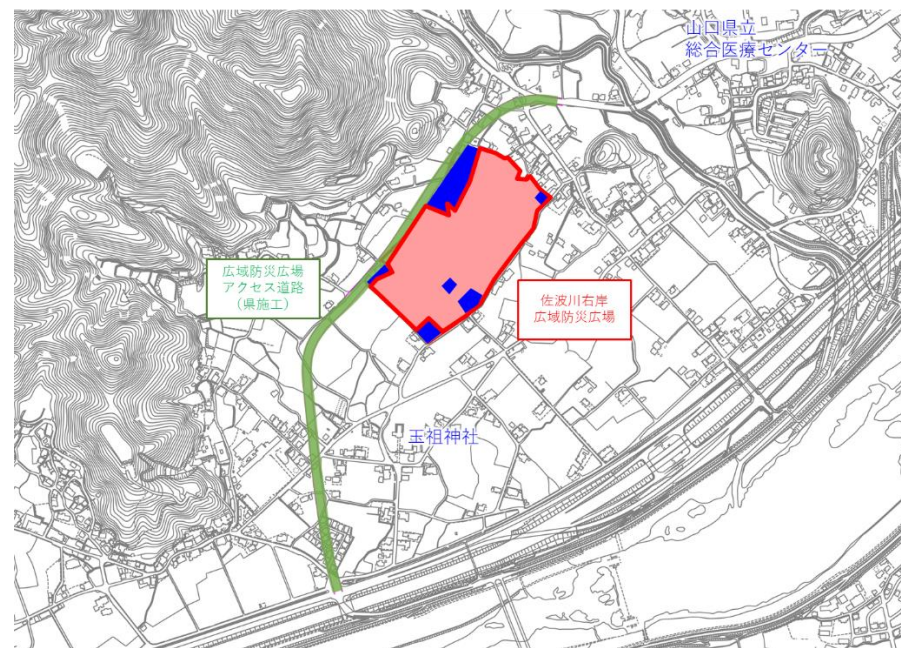 山口県立
総合医療センター
広域防災広場
アクセス道路
（県施工）
佐波川右岸
広域防災広場
玉祖神社